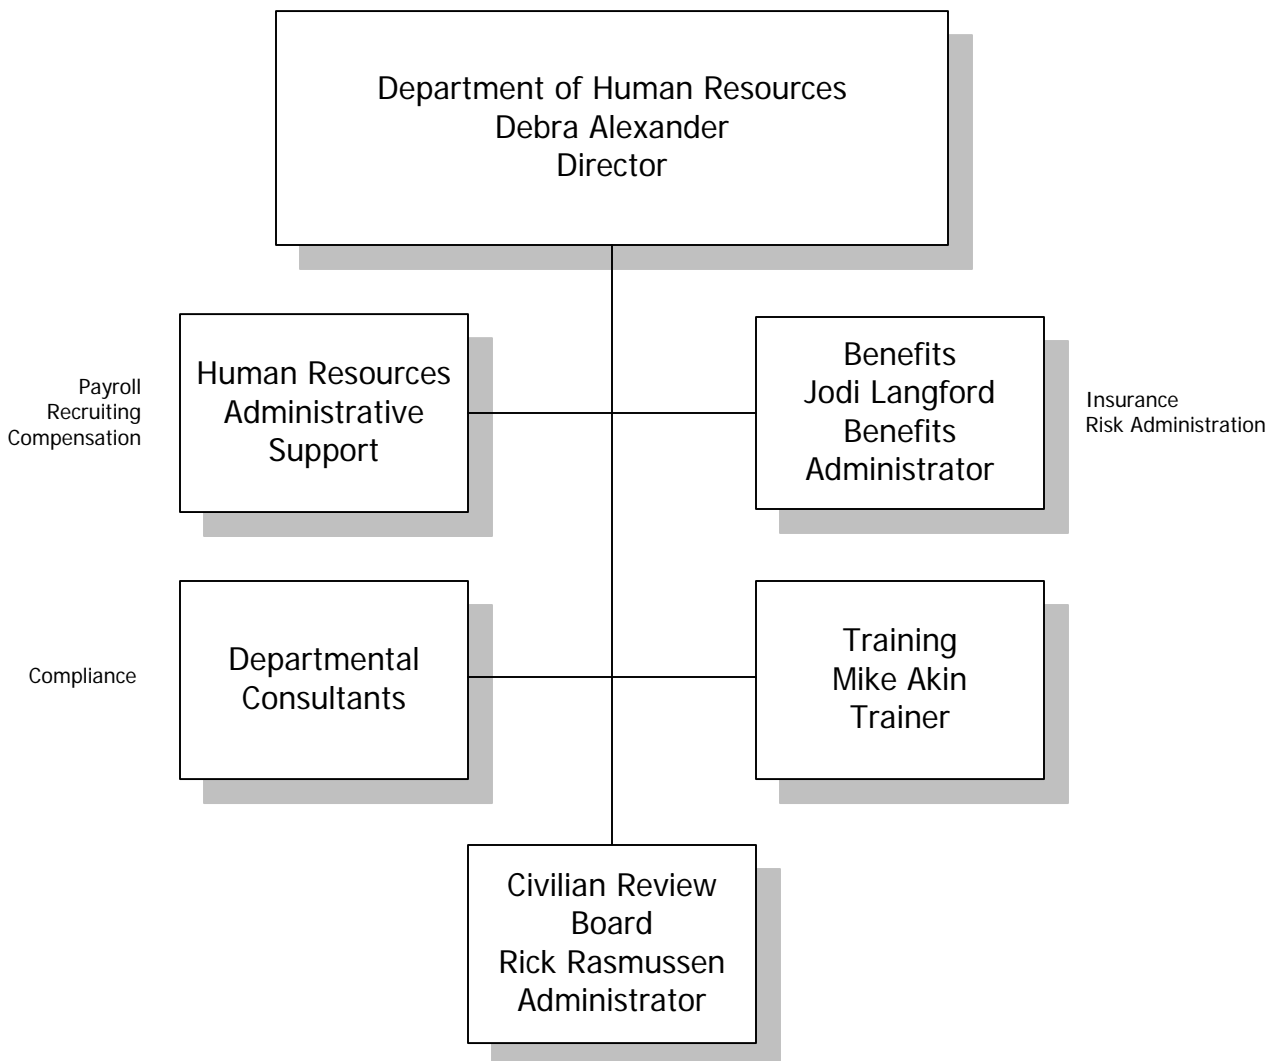 Department of Human Resources
Debra Alexander
Director
Payroll
Recruiting
Compensation
Human Resources
Administrative
Support
Benefits
Jodi Langford
Benefits
Administrator
Insurance
Risk Administration
Compliance
Departmental
Consultants
Training
Mike Akin
Trainer
Civilian Review
Board
Rick Rasmussen
Administrator